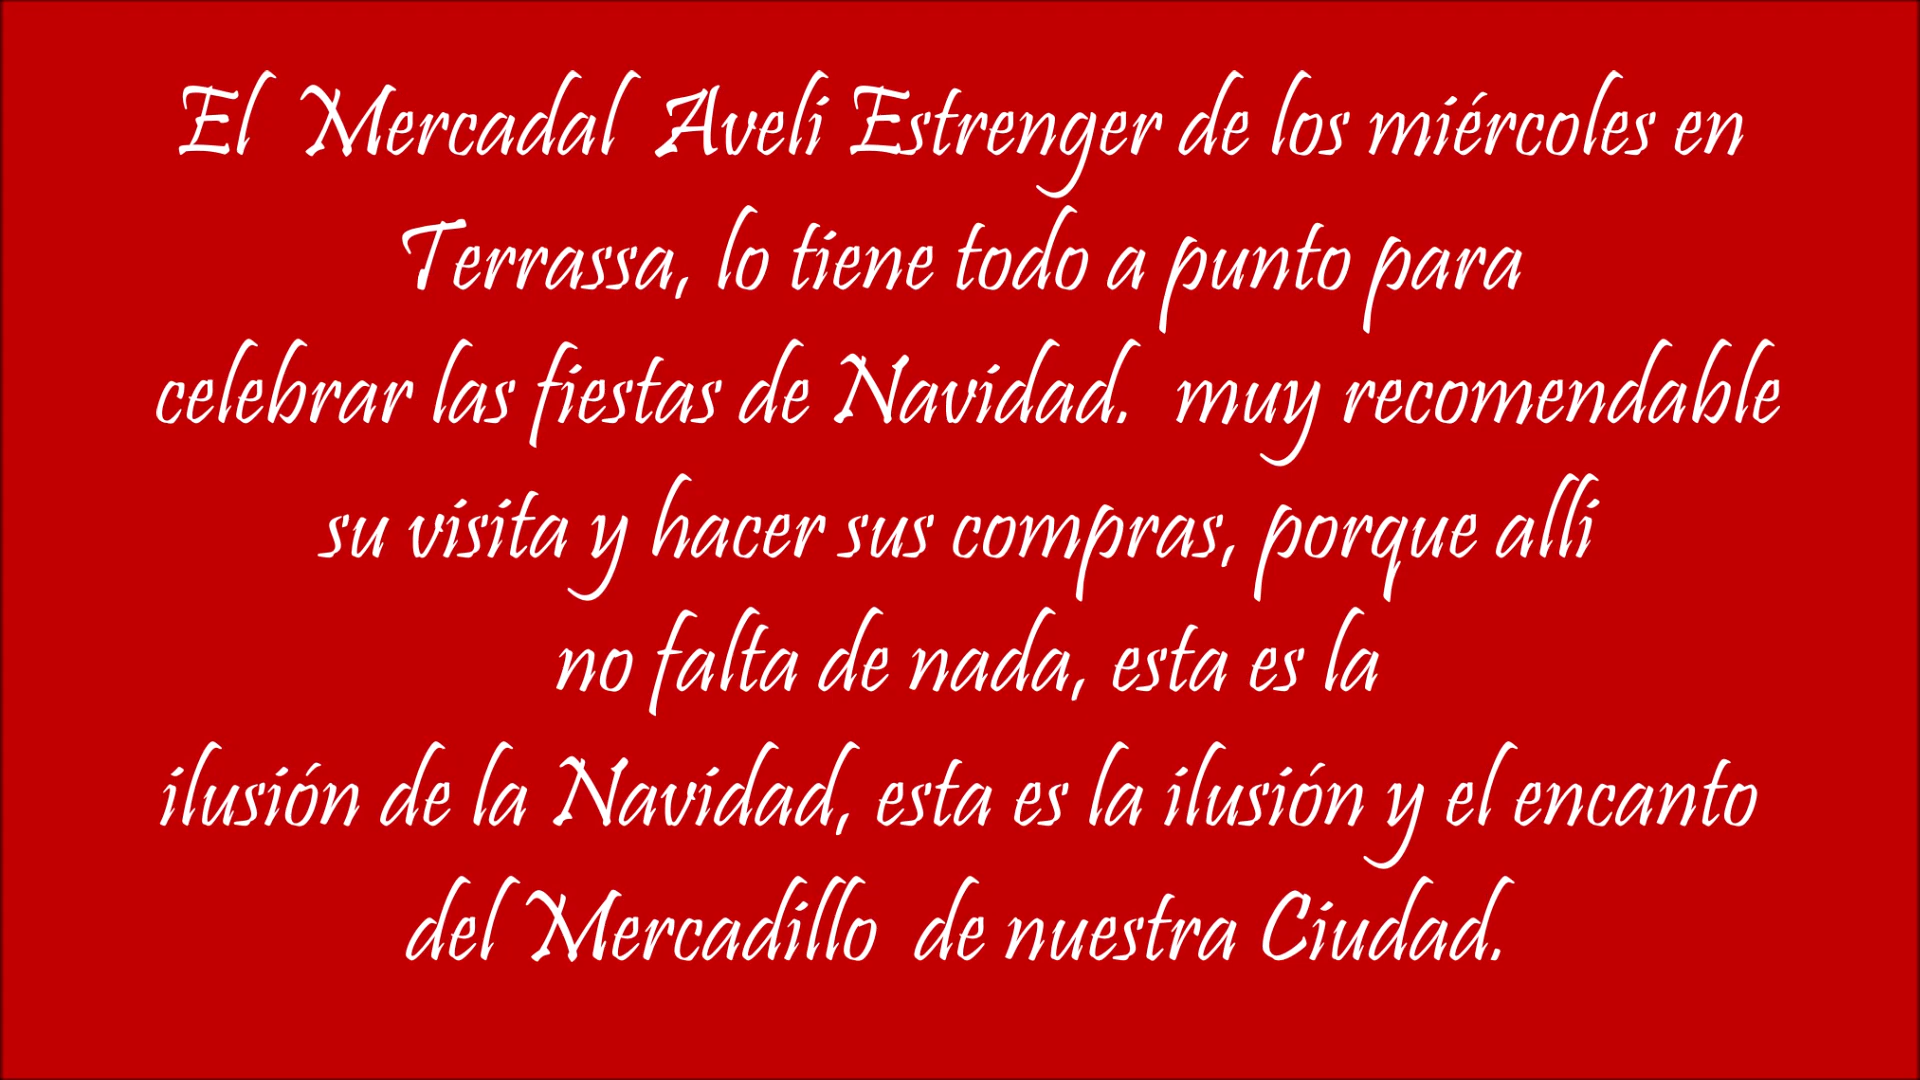 El Mercadal Avelí Estrenger de los miércoles en
Terrassa, lo tiene todo a punto para
celebrar las fiestas de Navidad. muy recomendable
su visita y hacer sus compras, porque allí
no falta de nada, esta es la
ilusión de la Navidad, esta es la ilusión y el encanto
del Mercadillo de nuestra Ciudad.